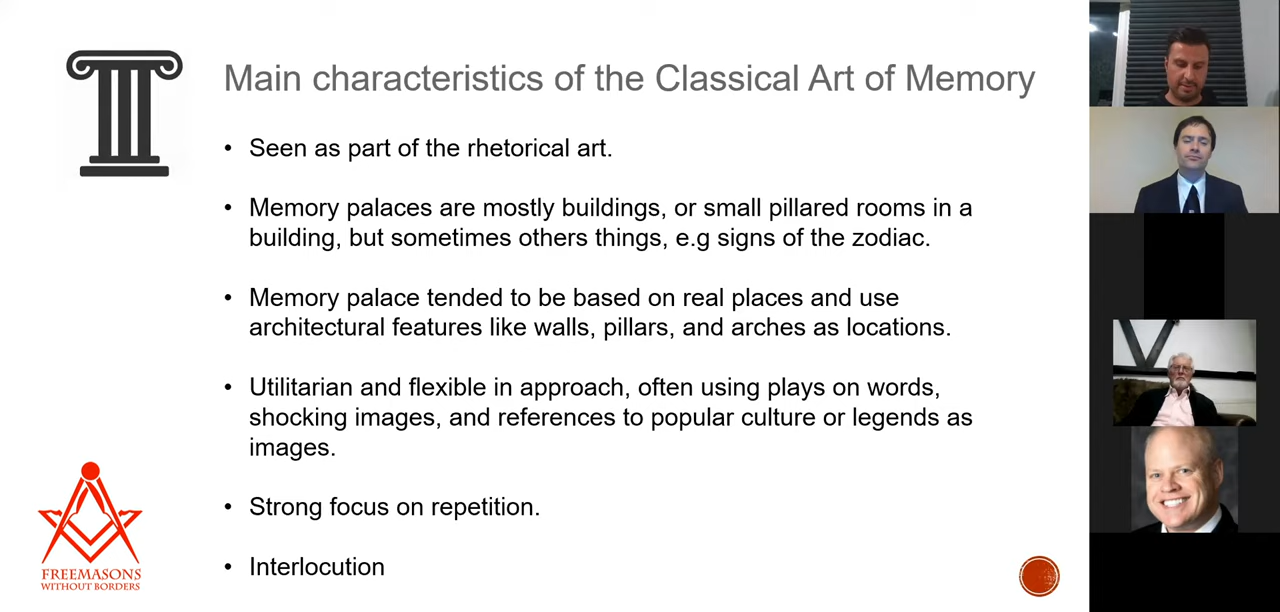 Main characteristics of the Classical Art of Memory
• Seen as part of the rhetorical art.
• Memory palaces are mostly buildings, or small pillared rooms in a
building, but sometimes others things, e.g signs of the zodiac.
• Memory palace tended to be based on real places and use
architectural features like walls, pillars, and arches as locations.
• Utilitarian and flexible in approach, often using plays on words,
shocking images, and references to popular culture or legends as
images.
• Strong focus on repetition.
• Interlocution
FREEMASONS
WITHOUT BORDERS